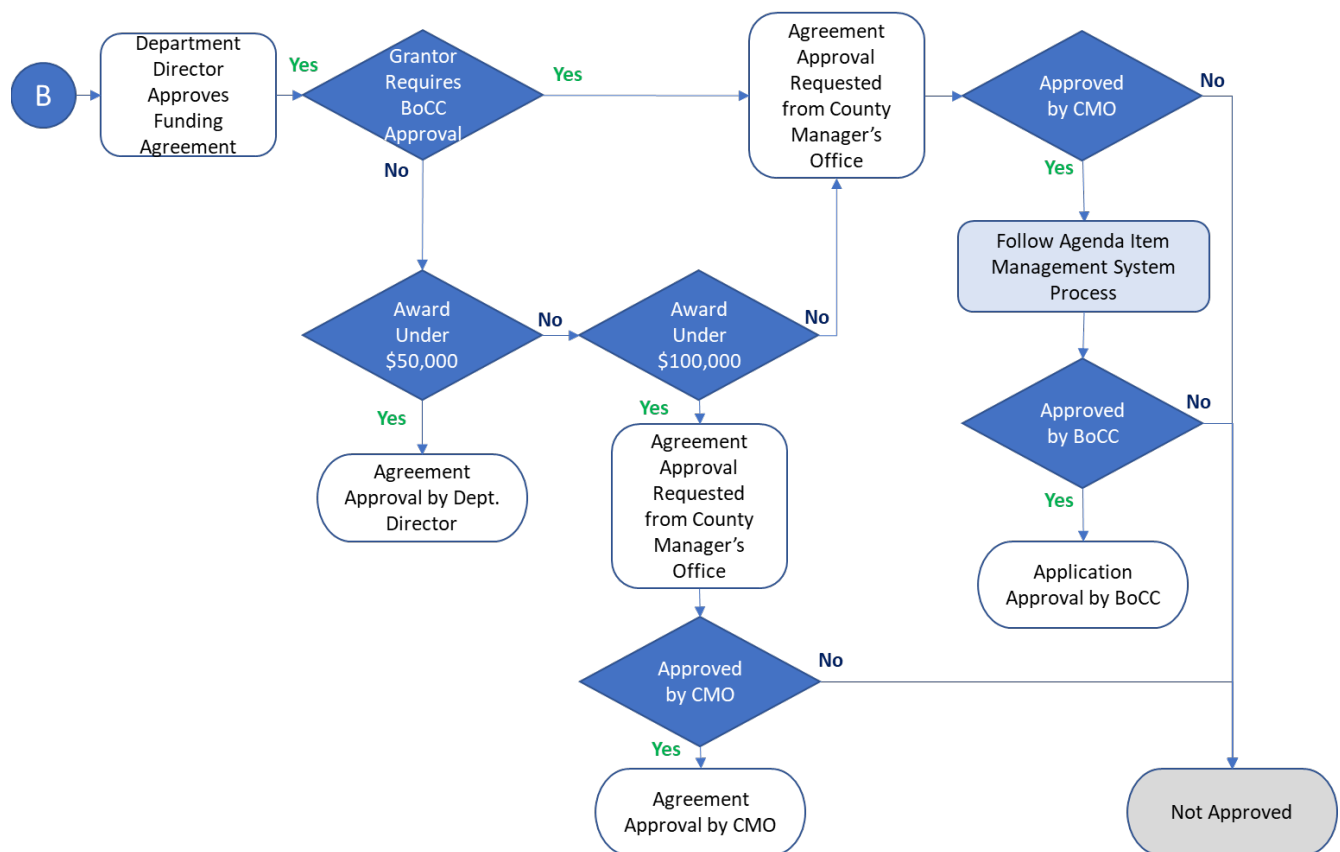 B
Department
Director
Approves
Funding
Agreement
Yes
Grantor
Requires
BoCC
Approval
Yes
No
Agreement
Approval
Requested
from County
Manager’s
Office
Approved
by CMO
No
Yes
Follow Agenda Item
Management System
Process
Award
Under
$50,000
No
Yes
Award
Under
$100,000
No
Yes
Approved
by BoCC
No
Yes
Agreement
Approval by Dept.
Director
Agreement
Approval
Requested
from County
Manager’s
Office
Application
Approval by BoCC
Approved
by CMO
No
Yes
Agreement
Approval by CMO
Not Approved